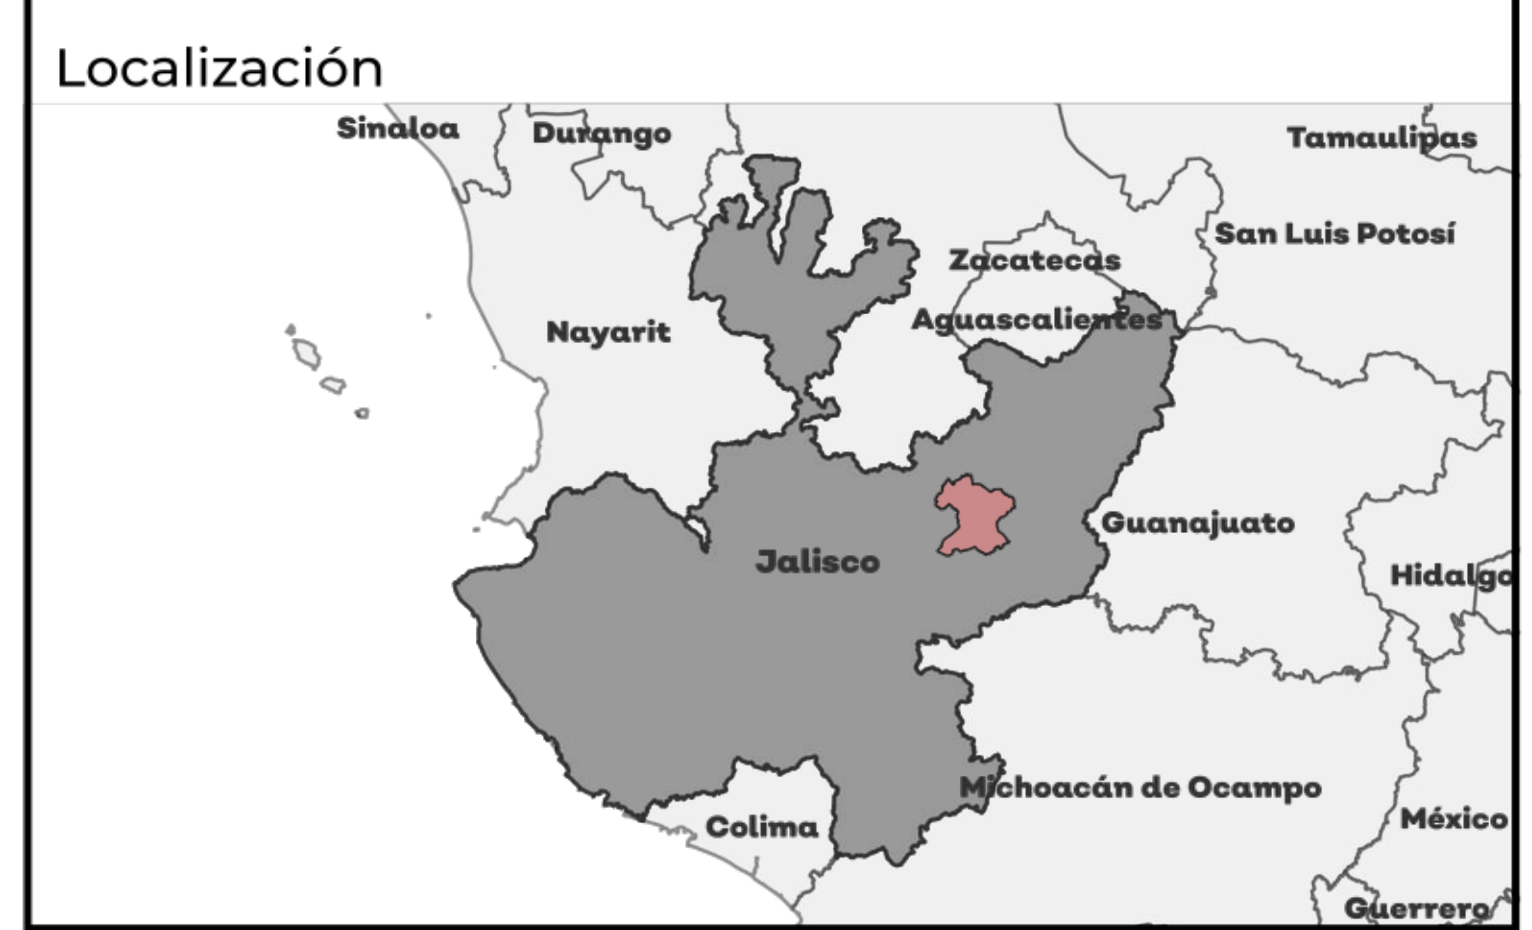 Localización
Sinaloa
Durango
Tamaulipas
San Luis Potosí
Zacatecas
Aguascalientes
Nayarit
Guanajuato
Jalisco
Hidalgo
Michoacán de Ocampo
Colima
México
Guerrero